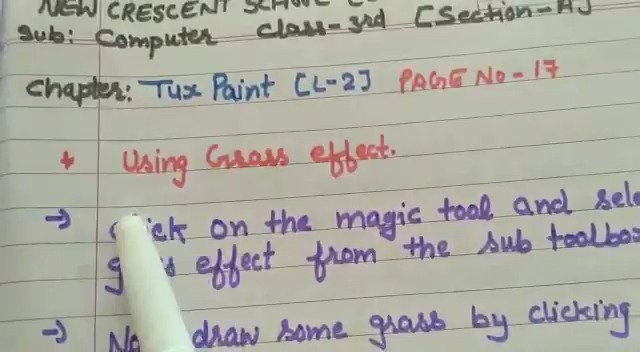 NEW CRESCENT SCHOOL
Sub: Computer Class-3rd [Section-A]
Chapter: Tux Paint [L-2] PAGE No-17
+ Using Grass effect.
→ on the magic tool and
effect from the sub
→ draw some grass by clicking